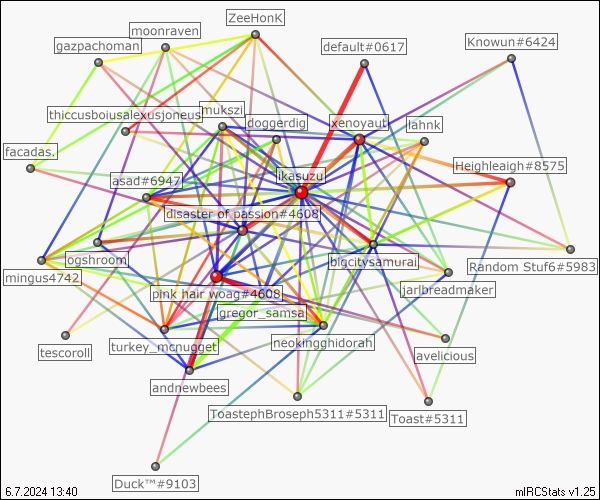 ZeeHonK
moonraven
gazpachoman
default#0617
Knowun#6424
thiccusboiusalexusjoneus
mukszi
doggerdig
xenoyaut
lahnk
facadas.
asad#6947
ikasuzu
Heighleaigh#8575
disaster of passion#4608
ogshroom
bigcitysamurai
Random Stuf6#5983
mingus4742
pink hair woag#4608
jarlbreadmaker
gregor_samsa
tescoroll
turkey_mcnugget
neokingghidorah
avelicious
andnewbees
ToastephBroseph5311#5311
Toast#5311
Duck™#9103
6.7.2024 13:40
mIRCStats v1.25